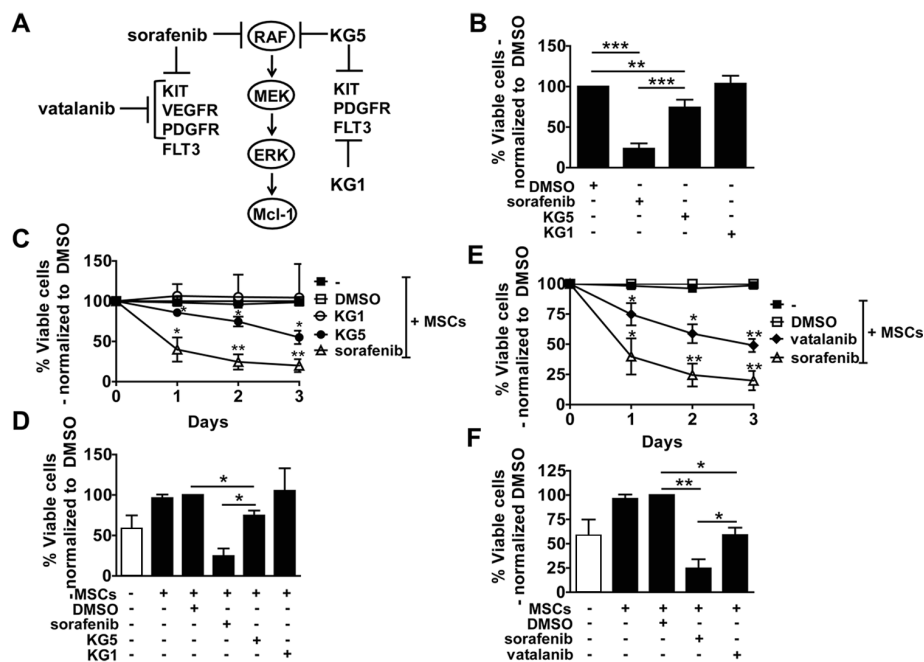 A
sorafenib RAF KG5
vatalanib
KIT
VEGFR
PDGFR
FLT3
MEK
ERK
Mcl-1
KIT
PDGFR
FLT3
KG1
B
% Viable cells -
normalized to DMSO
150
100
50
0
*** ** ***
DMSO + - - -
sorafenib - + - -
KG5 - - + -
KG1 - - - +
C
% Viable cells
- normalized to DMSO
150
100
50
0
0 1 2 3
Days
* * *
* ** **
-
DMSO
KG1
KG5
sorafenib
+ MSCs
E
% Viable cells
- normalized to DMSO
100
75
50
25
0
0 1 2 3
Days
* * **
* ** **
-
DMSO
vatalanib
sorafenib
+ MSCs
D
% Viable cells
- normalized to DMSO
150
100
50
0
* *
MSCs - + + + + +
DMSO - - + - - -
sorafenib - - - + - -
KG5 - - - - + -
KG1 - - - - - +
F
% Viable cells
- normalized DMSO
125
100
75
50
25
0
* ** *
MSCs - + + + +
DMSO - - + - -
sorafenib - - - + -
vatalanib - - - - +